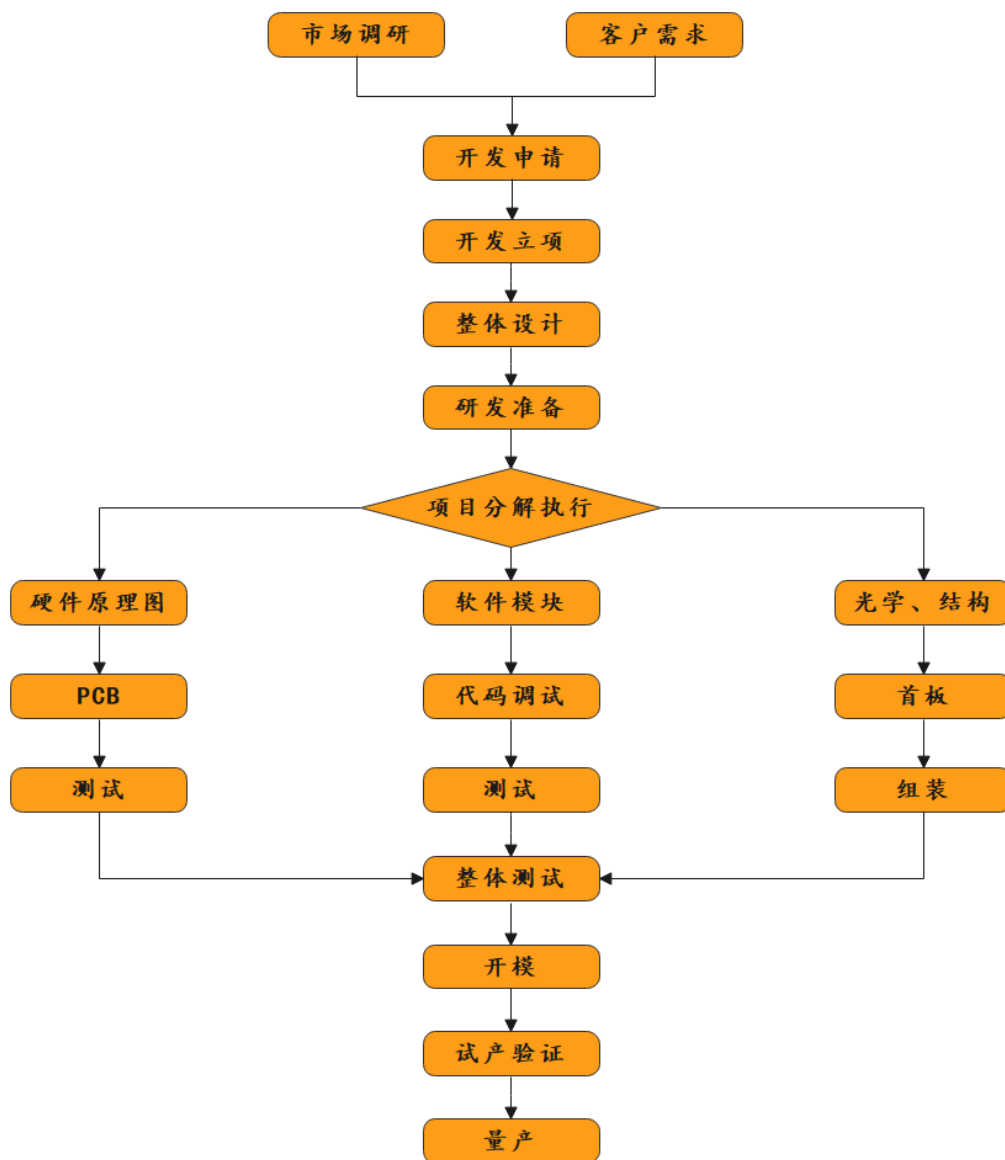 市场调研
客户需求
开发申请
开发立项
整体设计
研发准备
项目分解执行
硬件原理图
软件模块
光学、结构
PCB
代码调试
首板
测试
测试
组装
整体测试
开模
试产验证
量产